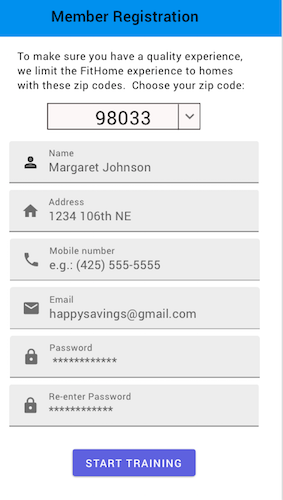 Member Registration
To make sure you have a quality experience,
we limit the FitHome experience to homes
with these zip codes. Choose your zip code:
98033
Name
Margaret Johnson
Address
1234 106th NE
Mobile number
e.g.: (425) 555-5555
Email
happysavings@gmail.com
Password
************
Re-enter Password
************
START TRAINING